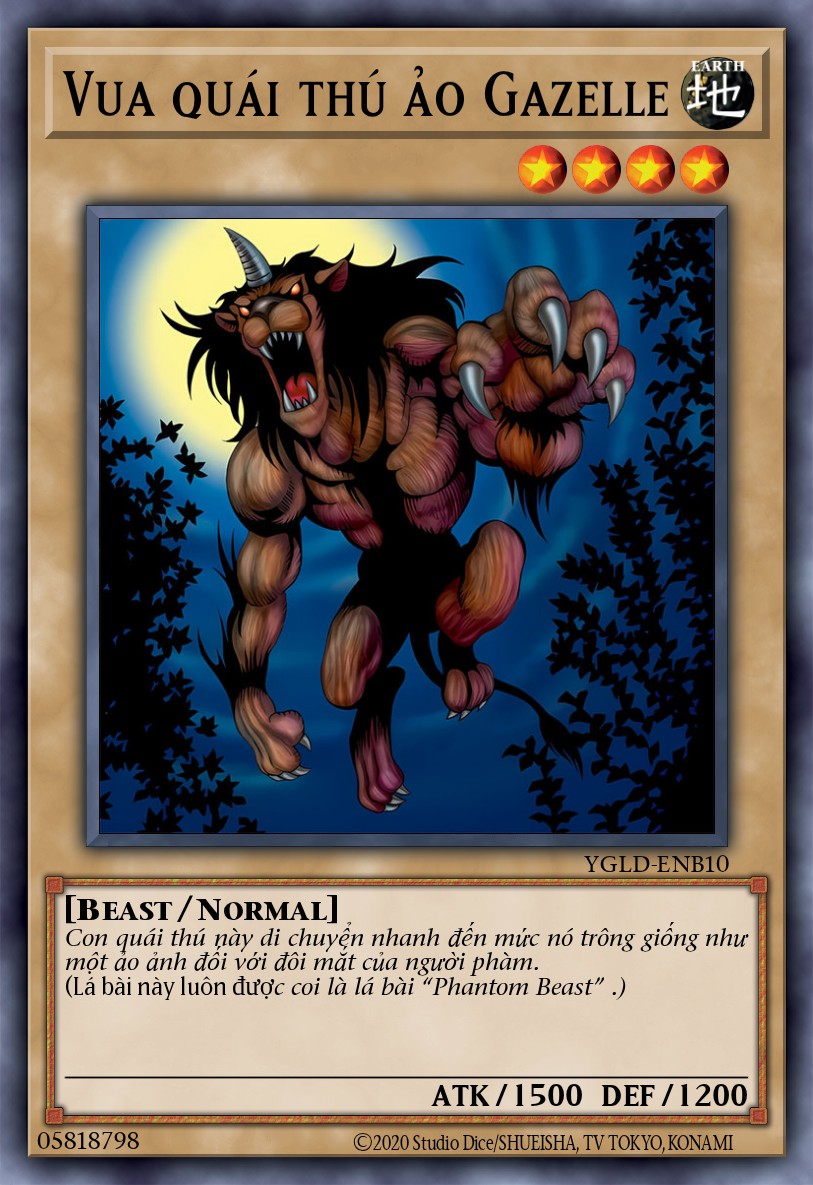 Vua quái thú ảo Gazelle
EARTH
地
YGLD-ENB10
[Beast/Normal]
Con quái thú này di chuyển nhanh đến mức nó trông giống như
một ảo ảnh đối với đôi mắt của người phàm.
(Lá bài này luôn được coi là lá bài “Phantom Beast” .)
ATK/1500 DEF/1200
05818798
©2020 Studio Dice/SHUEISHA, TV TOKYO, KONAMI